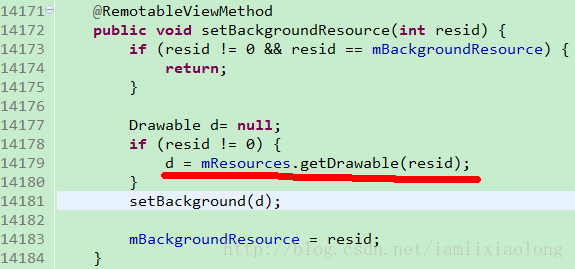 14171 @RemotableViewMethod
14172 public void setBackgroundResource(int resid) {
14173 if (resid != 0 && resid == mBackgroundResource) {
14174 return;
14175 }
14176
14177 Drawable d= null;
14178 if (resid != 0) {
14179 d = mResources.getDrawable(resid);
14180 }
14181 setBackground(d);
14182
14183 mBackgroundResource = resid;
14184 }
http://blog.csdn.net/iamlixiaolong